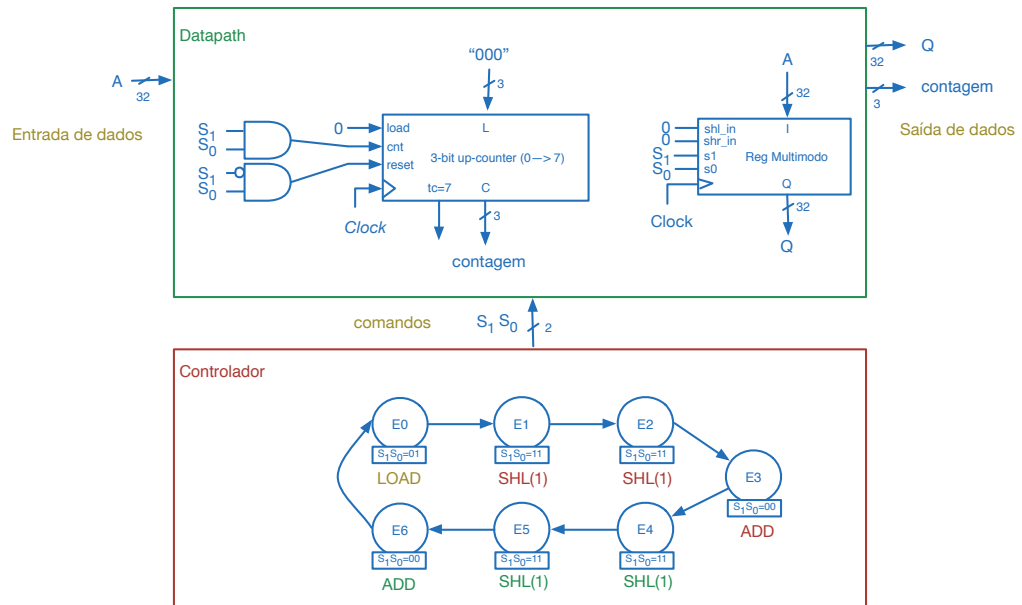 Datapath
A
32
Entrada de dados
"000"
3
S1
S0
S1
S0
0
load
cnt
reset
L
3-bit up-counter (0—> 7)
tc=7
C
Clock
3
contagem
A
32
0
0
S1
S0
shl_in
shr_in
s1
s0
I
Reg Multimodo
Q
Clock
32
Q
32
Q
3
contagem
Saída de dados
comandos
S1 S0
2
Controlador
E0
S1S0=01
LOAD
E1
S1S0=11
SHL(1)
E2
S1S0=11
SHL(1)
E3
S1S0=00
ADD
E4
S1S0=11
SHL(1)
E5
S1S0=11
SHL(1)
E6
S1S0=00
ADD